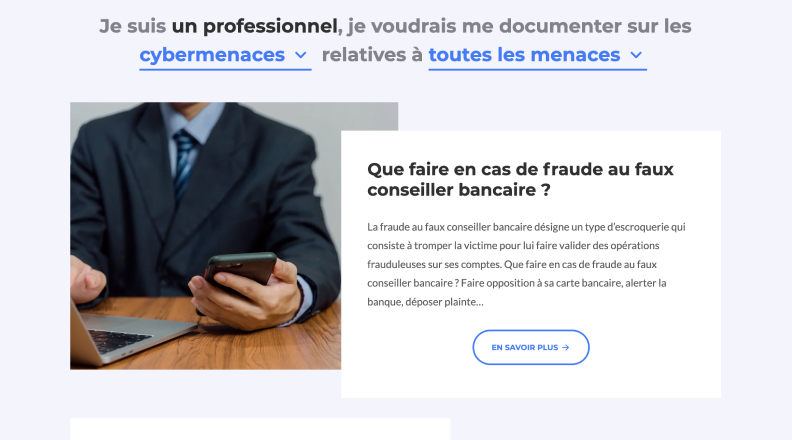 Je suis un professionnel, je voudrais me documenter sur les
cybermenaces relatives à toutes les menaces
Que faire en cas de fraude au faux
conseiller bancaire ?
La fraude au faux conseiller bancaire désigne un type d'escroquerie qui
consiste à tromper la victime pour lui faire valider des opérations
frauduleuses sur ses comptes. Que faire en cas de fraude au faux
conseiller bancaire ? Faire opposition à sa carte bancaire, alerter la
banque, déposer plainte...
EN SAVOIR PLUS →